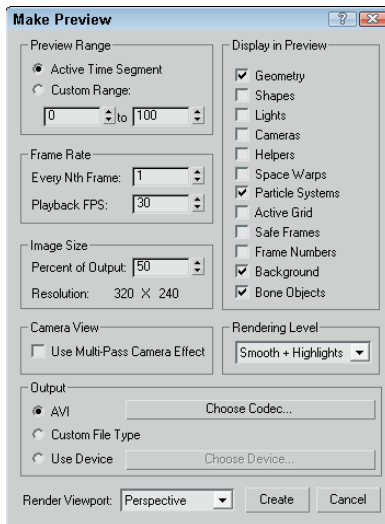 Make Preview
Preview Range
Active Time Segment
Custom Range:
0 to 100
Frame Rate
Every Nth Frame: 1
Playback FPS: 30
Image Size
Percent of Output: 50
Resolution: 320 X 240
Camera View
Use Multi-Pass Camera Effect
Display in Preview
Geometry
Shapes
Lights
Cameras
Helpers
Space Warps
Particle Systems
Active Grid
Safe Frames
Frame Numbers
Background
Bone Objects
Rendering Level
Smooth + Highlights
Output
AVI Choose Codec...
Custom File Type
Use Device Choose Device...
Render Viewport: Perspective Create Cancel